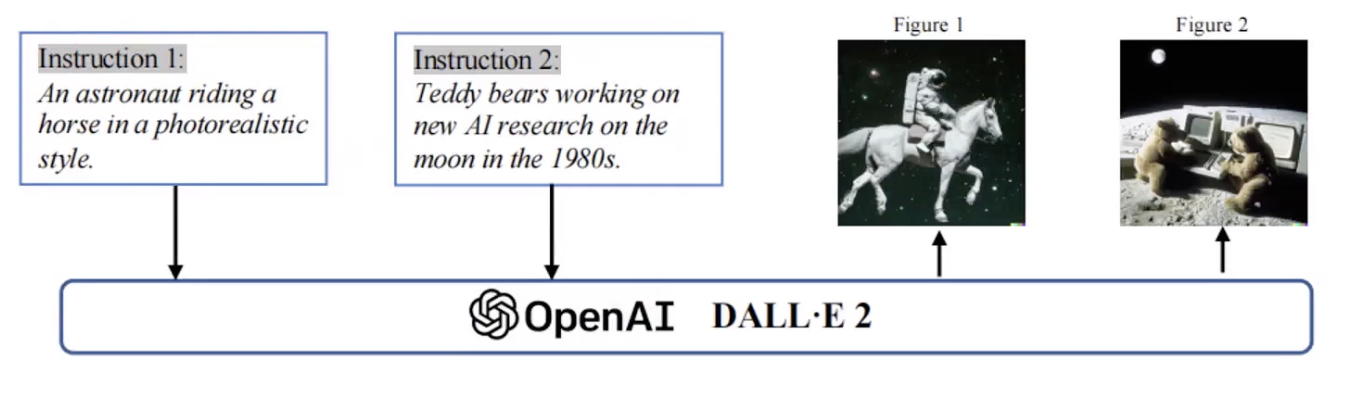 Instruction 1:
An astronaut riding a
horse in a photorealistic
style.
Instruction 2:
Teddy bears working on
new AI research on the
moon in the 1980s.
Figure 1
Figure 2
OpenAI DALL·E 2